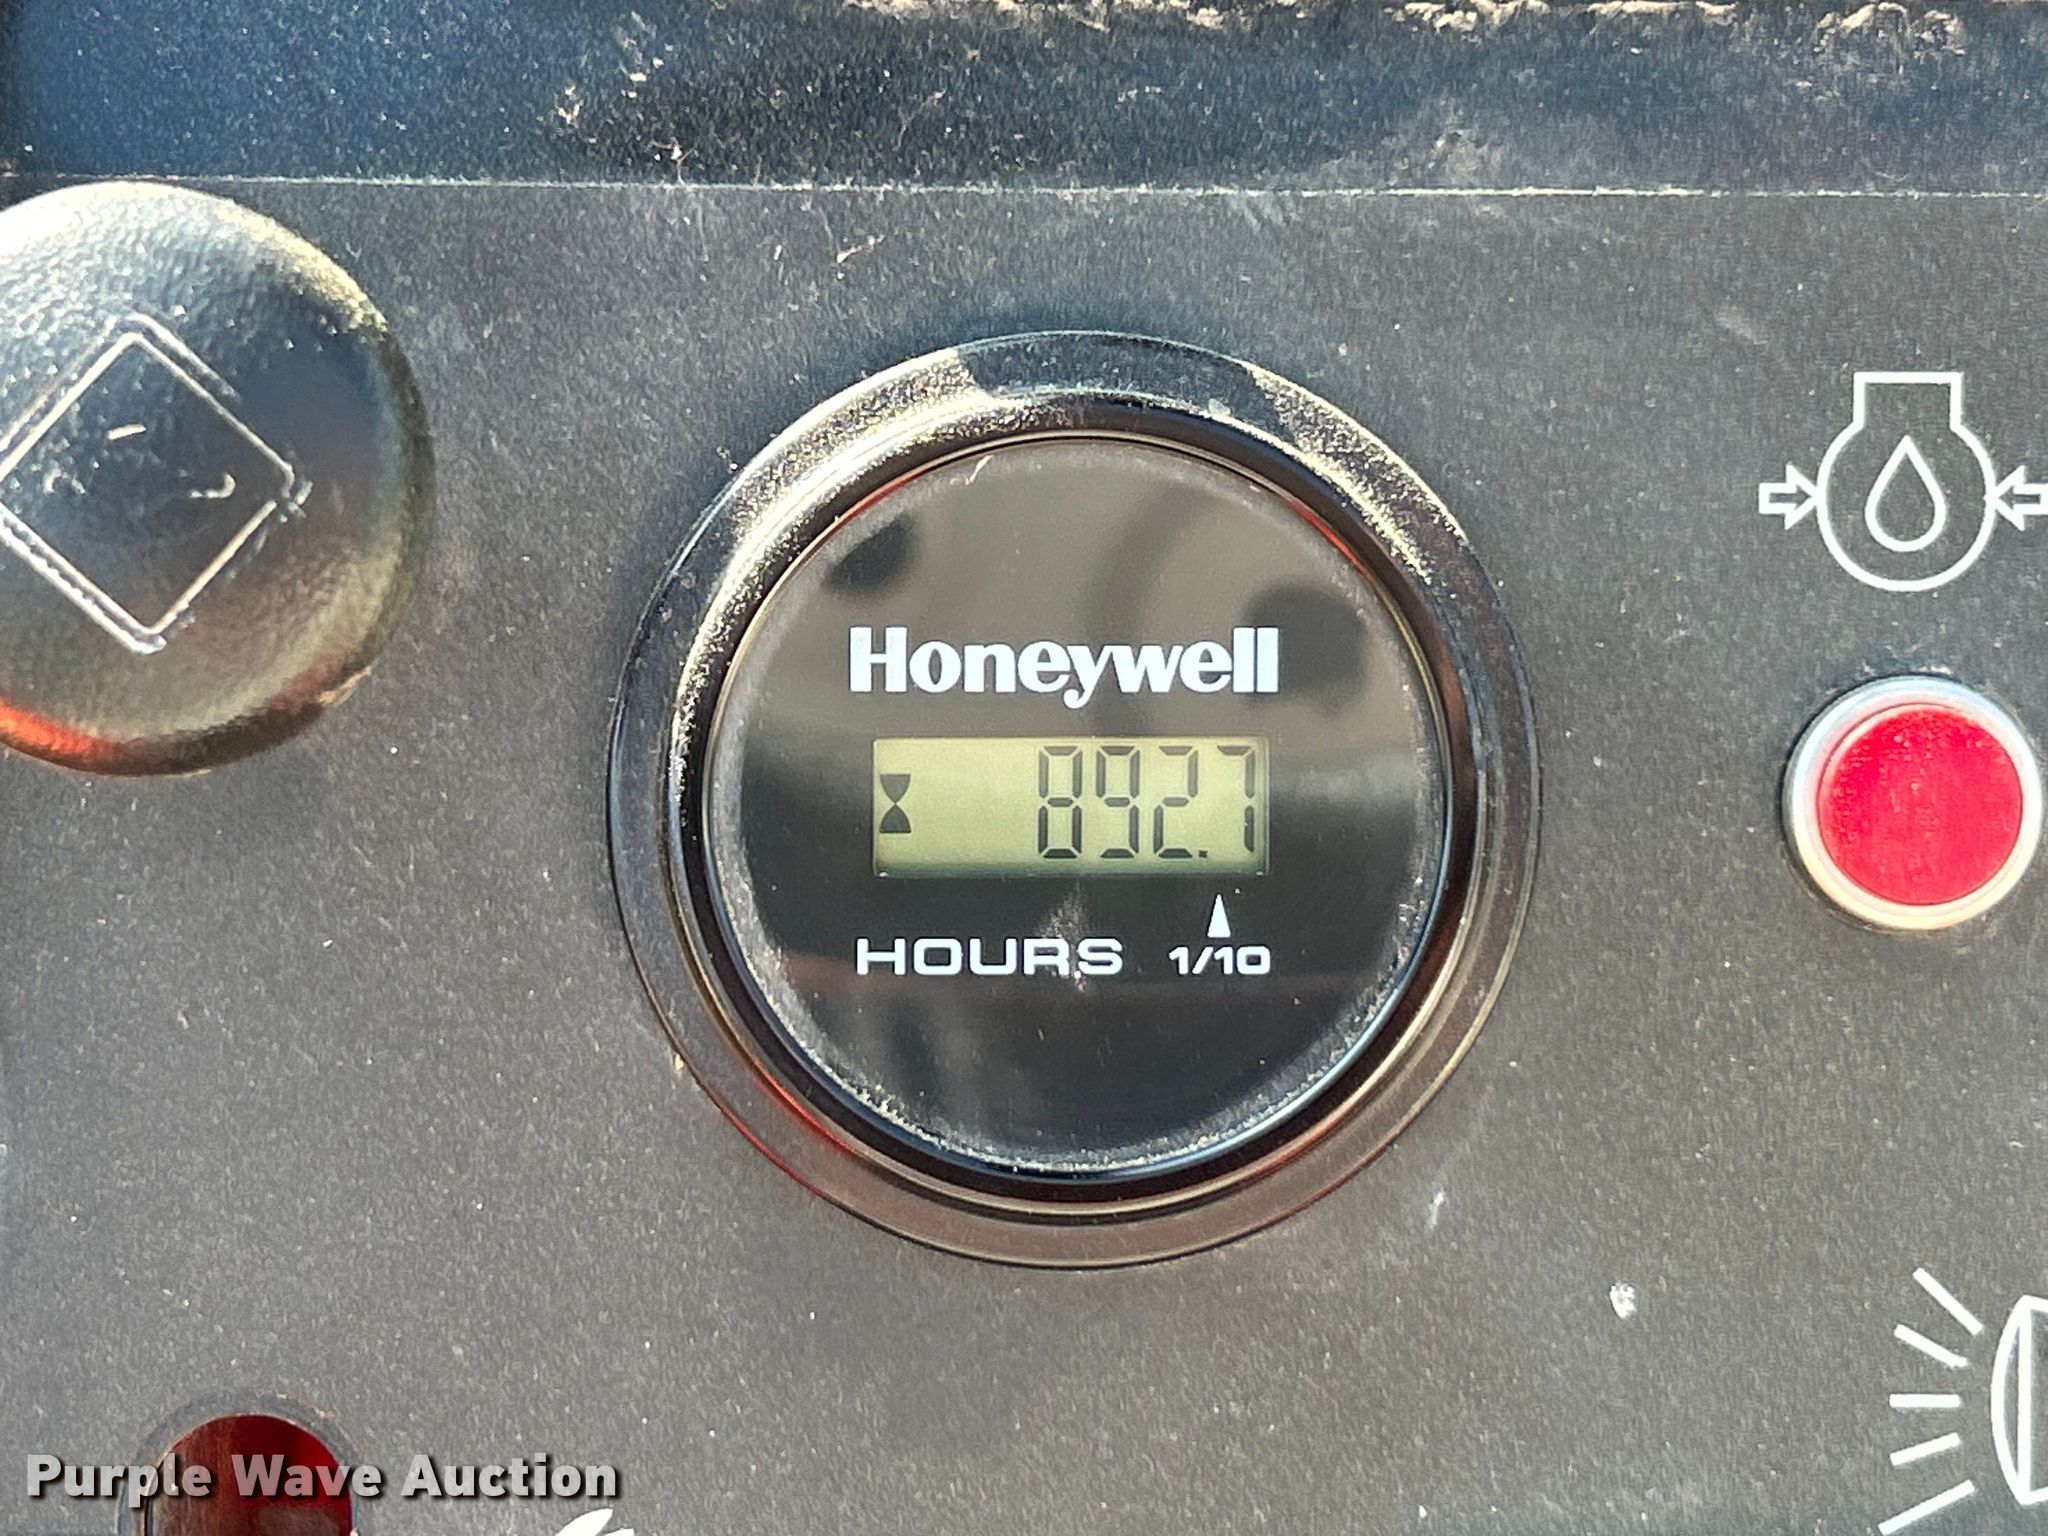 Honeywell
892.7
HOURS 1/10
Purple Wave Auction